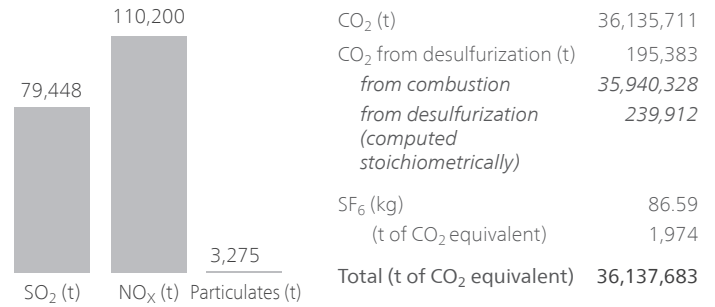 110,200
79,448
3,275
SO₂ (t) NOₓ (t) Particulates (t)
CO₂ (t) 36,135,711
CO₂ from desulfurization (t) 195,383
from combustion 35,940,328
from desulfurization 239,912
(computed
stoichiometrically)
SF₆ (kg) 86.59
(t of CO₂ equivalent) 1,974
Total (t of CO₂ equivalent) 36,137,683